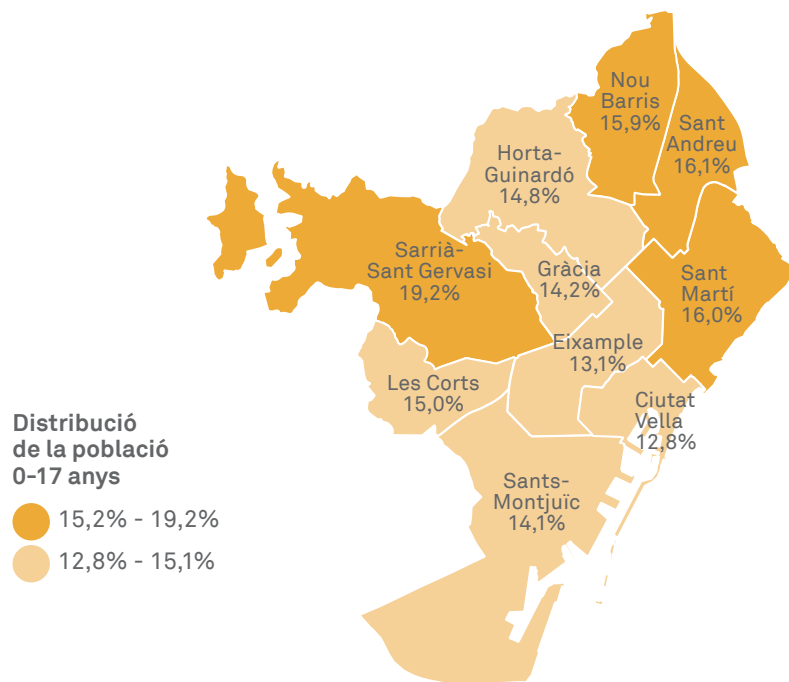 Nou
Barris
15,9%
Sant
Andreu
16,1%
Horta-
Guinardó
14,8%
Sarrià-
Sant Gervasi
19,2%
Gràcia
14,2%
Sant
Martí
16,0%
Eixample
13,1%
Les Corts
15,0%
Ciutat
Vella
12,8%
Sants-
Montjuïc
14,1%
Distribució
de la població
0-17 anys
15,2% - 19,2%
12,8% - 15,1%